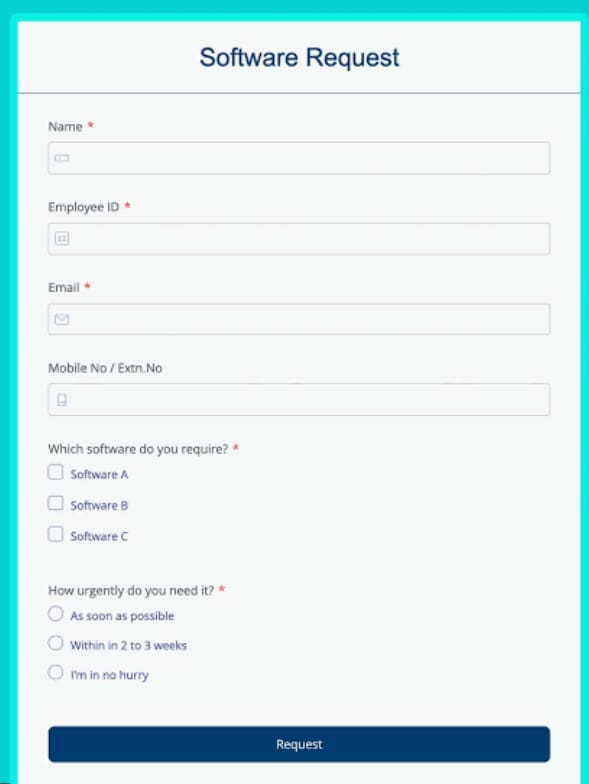 Software Request
Name *
Employee ID *
Email *
Mobile No / Extn.No
Which software do you require? *
Software A
Software B
Software C
How urgently do you need it? *
As soon as possible
Within in 2 to 3 weeks
I'm in no hurry
Request